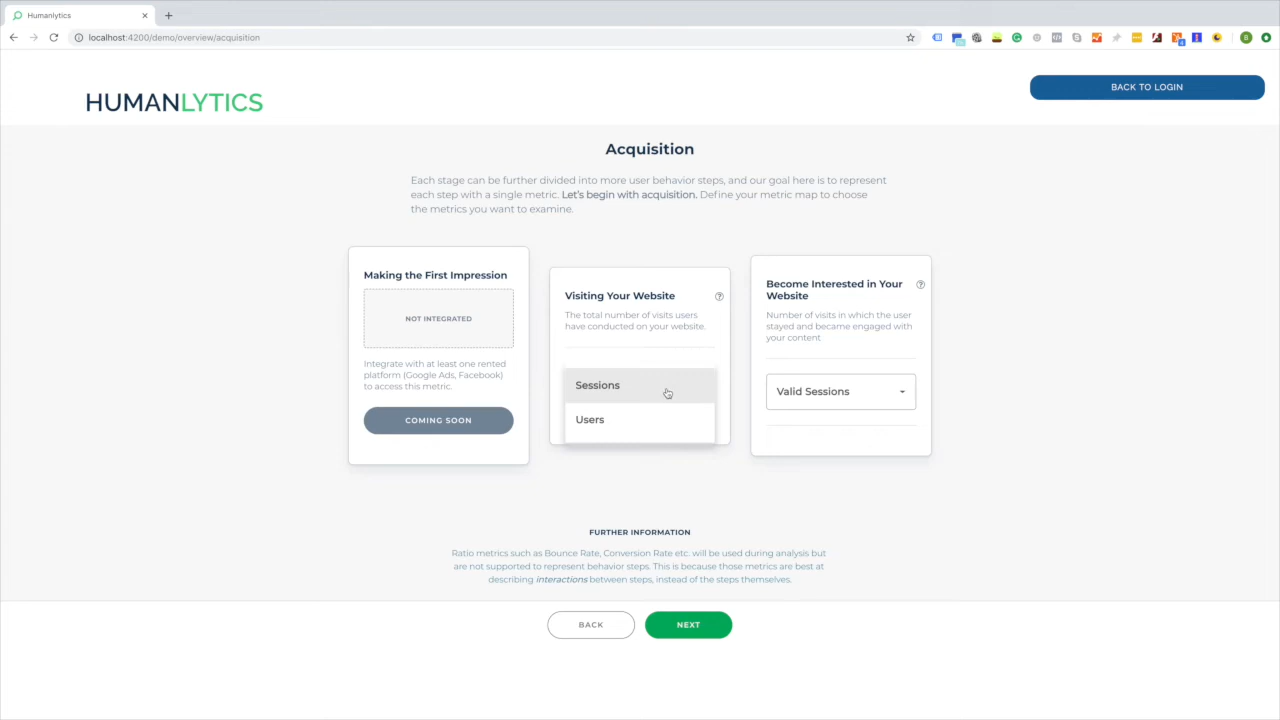 Humanlytics
localhost:4200/demo/overview/acquisition
HUMANLYTICS
BACK TO LOGIN
Acquisition
Each stage can be further divided into more user behavior steps, and our goal here is to represent
each step with a single metric. Let's begin with acquisition. Define your metric map to choose
the metrics you want to examine.
Making the First Impression
NOT INTEGRATED
Integrate with at least one rented
platform (Google Ads, Facebook)
to access this metric.
COMING SOON
Visiting Your Website
The total number of visits users
have conducted on your website.
Sessions
Users
Become Interested in Your
Website
Number of visits in which the user
stayed and became engaged with
your content
Valid Sessions
FURTHER INFORMATION
Ratio metrics such as Bounce Rate, Conversion Rate etc. will be used during analysis but
are not supported to represent behavior steps. This is because those metrics are best at
describing interactions between steps, instead of the steps themselves.
BACK
NEXT